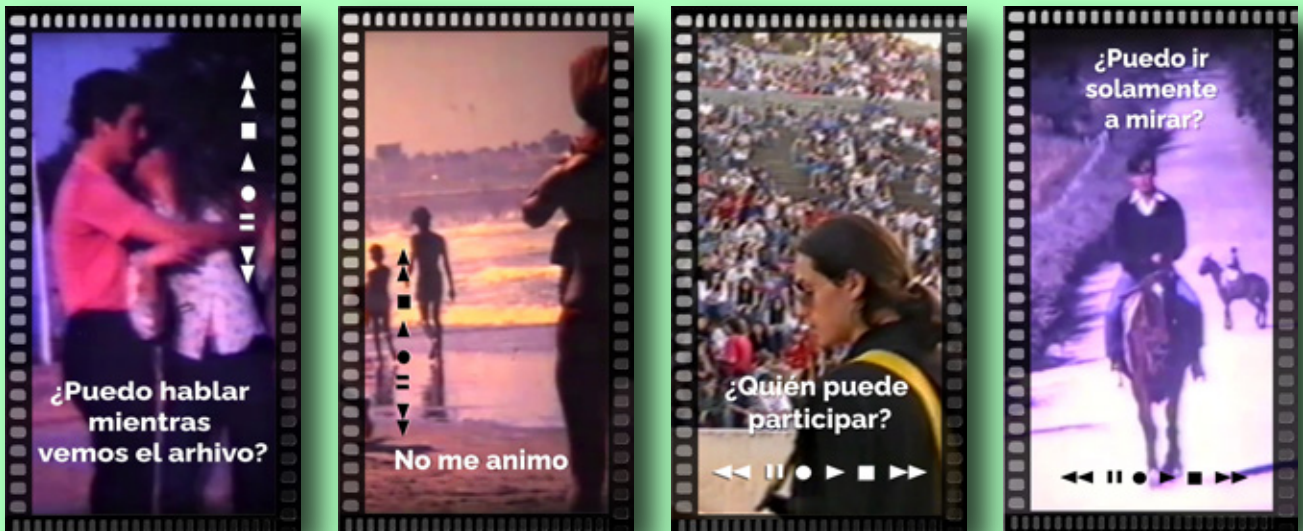 ¿Puedo hablar
mientras
vemos el arhivo?
No me animo
¿Quién puede
participar?
¿Puedo ir
solamente
a mirar?